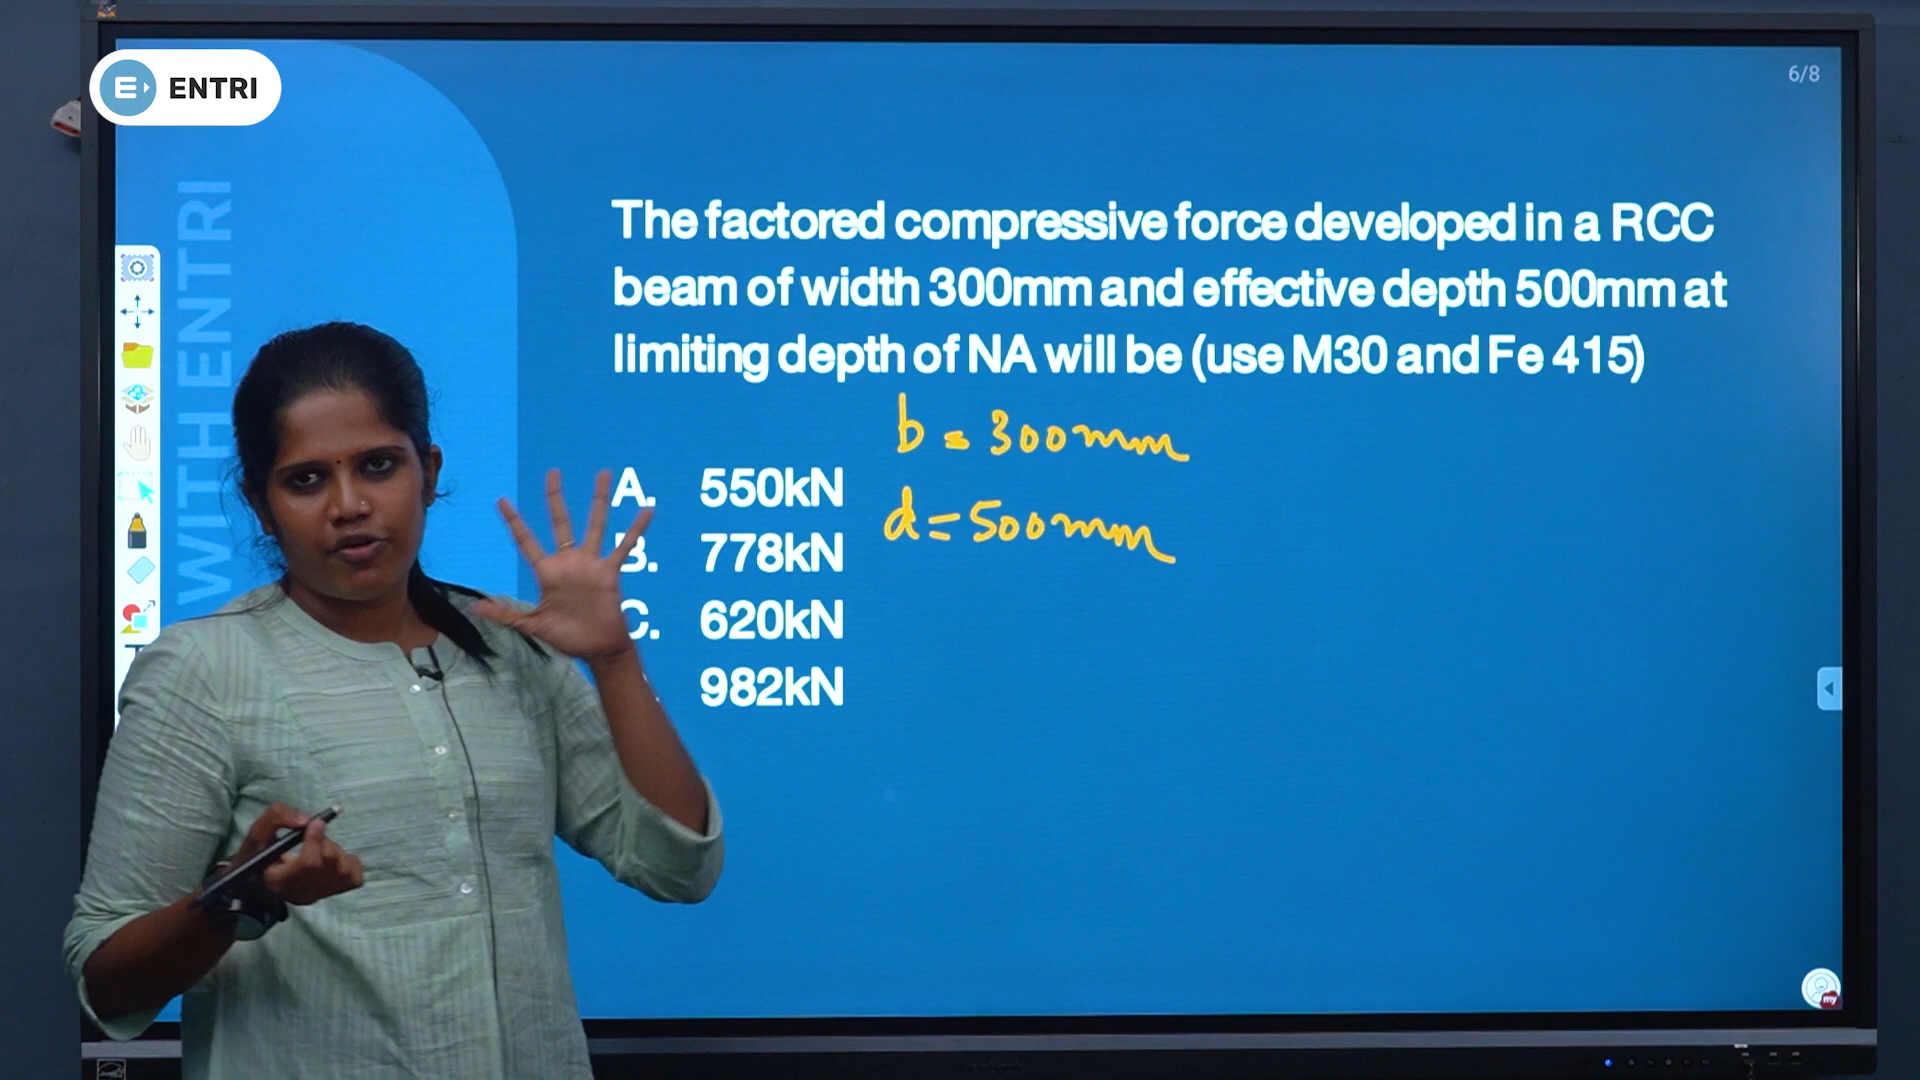 ENTRI
6/8
WITH ENTRI
The factored compressive force developed in a RCC
beam of width 300mm and effective depth 500mm at
limiting depth of NA will be (use M30 and Fe 415)
b = 300mm
A. 550kN
d = 500mm
B. 778kN
C. 620kN
982kN
my